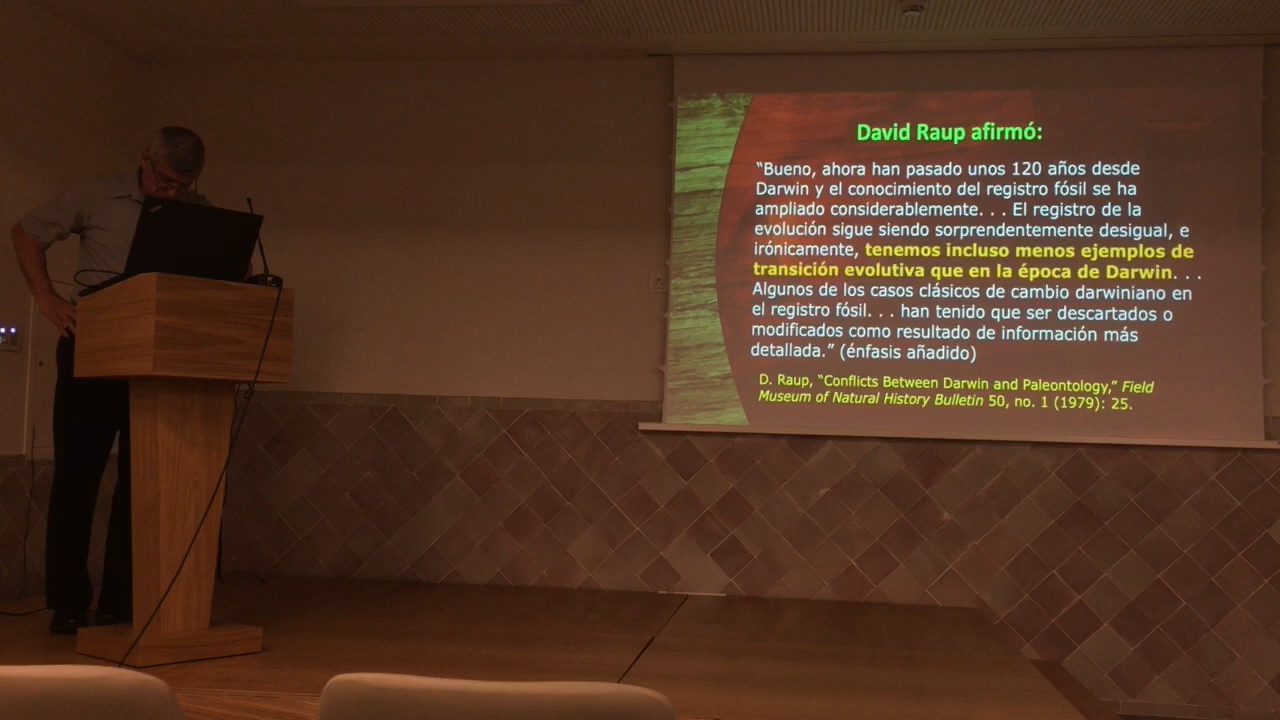 David Raup afirmó:
“Bueno, ahora han pasado unos 120 años desde
Darwin y el conocimiento del registro fósil se ha
ampliado considerablemente. . . El registro de la
evolución sigue siendo sorprendentemente desigual, e
irónicamente, tenemos incluso menos ejemplos de
transición evolutiva que en la época de Darwin. . .
Algunos de los casos clásicos de cambio darwiniano en
el registro fósil. . . han tenido que ser descartados o
modificados como resultado de información más
detallada.” (énfasis añadido)
D. Raup, “Conflicts Between Darwin and Paleontology,” Field
Museum of Natural History Bulletin 50, no. 1 (1979): 25.